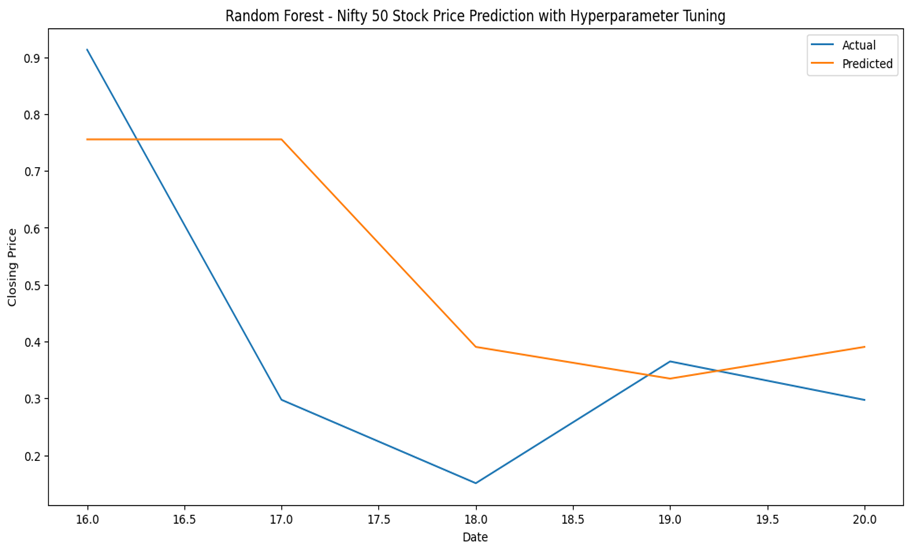 Random Forest - Nifty 50 Stock Price Prediction with Hyperparameter Tuning
Actual
Predicted
Closing Price
0.9
0.8
0.7
0.6
0.5
0.4
0.3
0.2
16.0 16.5 17.0 17.5 18.0 18.5 19.0 19.5 20.0
Date